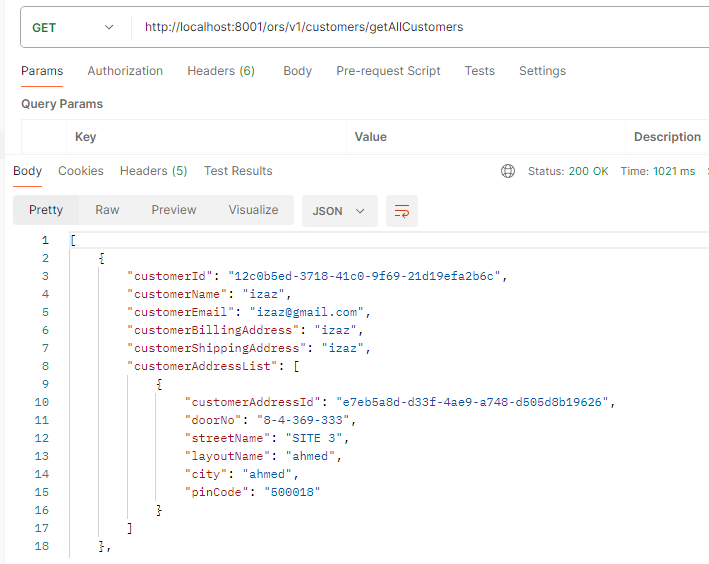 GET http://localhost:8001/ors/v1/customers/getAllCustomers
Params Authorization Headers (6) Body Pre-request Script Tests Settings
Query Params
Key Value Description
Body Cookies Headers (5) Test Results Status: 200 OK Time: 1021 ms
Pretty Raw Preview Visualize JSON
1 [
2 {
3 "customerId": "12c0b5ed-3718-41c0-9f69-21d19efa2b6c",
4 "customerName": "izaz",
5 "customerEmail": "izaz@gmail.com",
6 "customerBillingAddress": "izaz",
7 "customerShippingAddress": "izaz",
8 "customerAddressList": [
9 {
10 "customerAddressId": "e7eb5a8d-d33f-4ae9-a748-d505d8b19626",
11 "doorNo": "8-4-369-333",
12 "streetName": "SITE 3",
13 "layoutName": "ahmed",
14 "city": "ahmed",
15 "pinCode": "500018"
16 }
17 ]
18 },